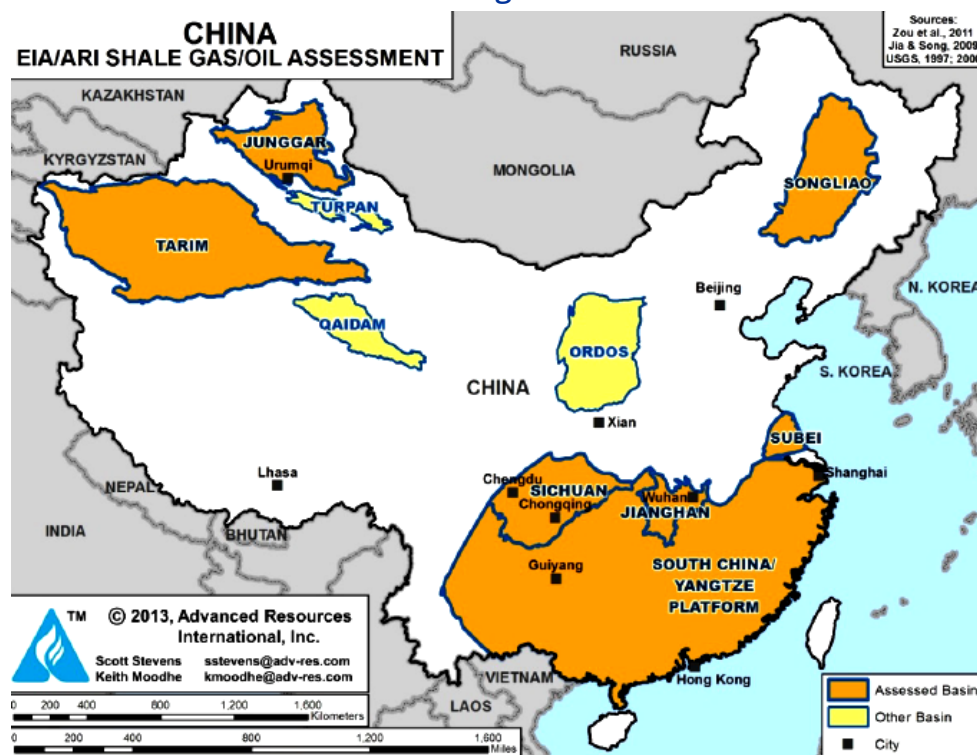 CHINA
EIA/ARI SHALE GAS/OIL ASSESSMENT
Sources:
Zou et al., 2011
Jia & Song, 2009
USGS, 1997;
RUSSIA
KAZAKHSTAN
KYRGYZSTAN
MONGOLIA
JUNGGAR
Urumqi
TURPAN
TARIM
QAIDAM
ORDOS
SONGLIAO
Beijing
N. KOREA
S. KOREA
CHINA
Xian
SUBEI
Shanghai
Lhasa
NEPAL
BHUTAN
INDIA
Chengdu
SICHUAN
Chongqing
Wuhan
JIANGHAN
Guiyang
SOUTH CHINA/
YANGTZE
PLATFORM
Hong Kong
VIETNAM
LAOS
TM
© 2013, Advanced Resources
International, Inc.
Scott Stevens sstevens@adv-res.com
Keith Moodhe kmoodhe@adv-res.com
0 200 400 800 1,200 1,600
Kilometers
0 200 400 800 1,200 1,600
Miles
Assessed Basin
Other Basin
City